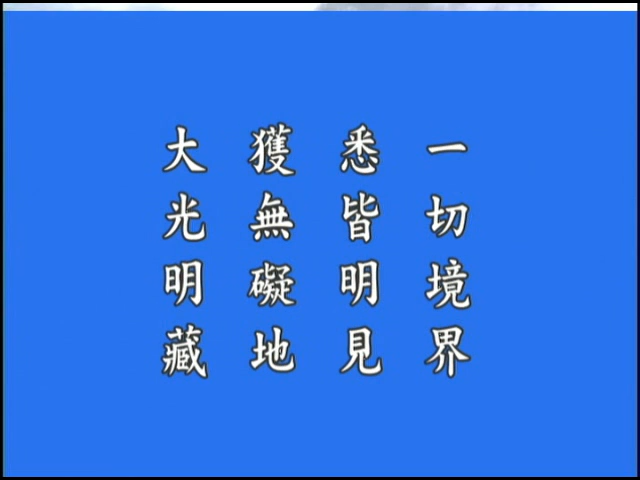 一切境界
悉皆明見
獲無礙地
大光明藏